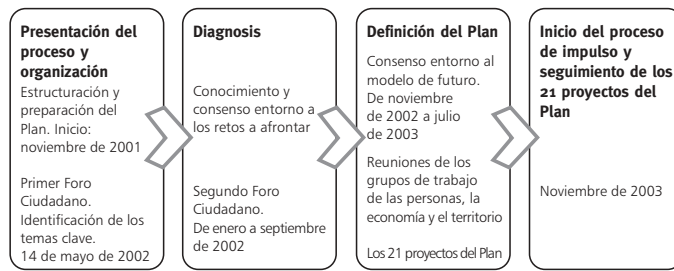 Presentación del
proceso y
organización
Estructuración y
preparación del
Plan. Inicio:
noviembre de 2001
Primer Foro
Ciudadano.
Identificación de los
temas clave.
14 de mayo de 2002
Diagnosis
Conocimiento y
consenso entorno a
los retos a afrontar
Segundo Foro
Ciudadano.
De enero a septiembre
de 2002
Definición del Plan
Consenso entorno al
modelo de futuro.
De noviembre
de 2002 a julio
de 2003
Reuniones de los
grupos de trabajo
de las personas, la
economía y el territorio
Los 21 proyectos del Plan
Inicio del proceso
de impulso y
seguimiento de los
21 proyectos del
Plan
Noviembre de 2003